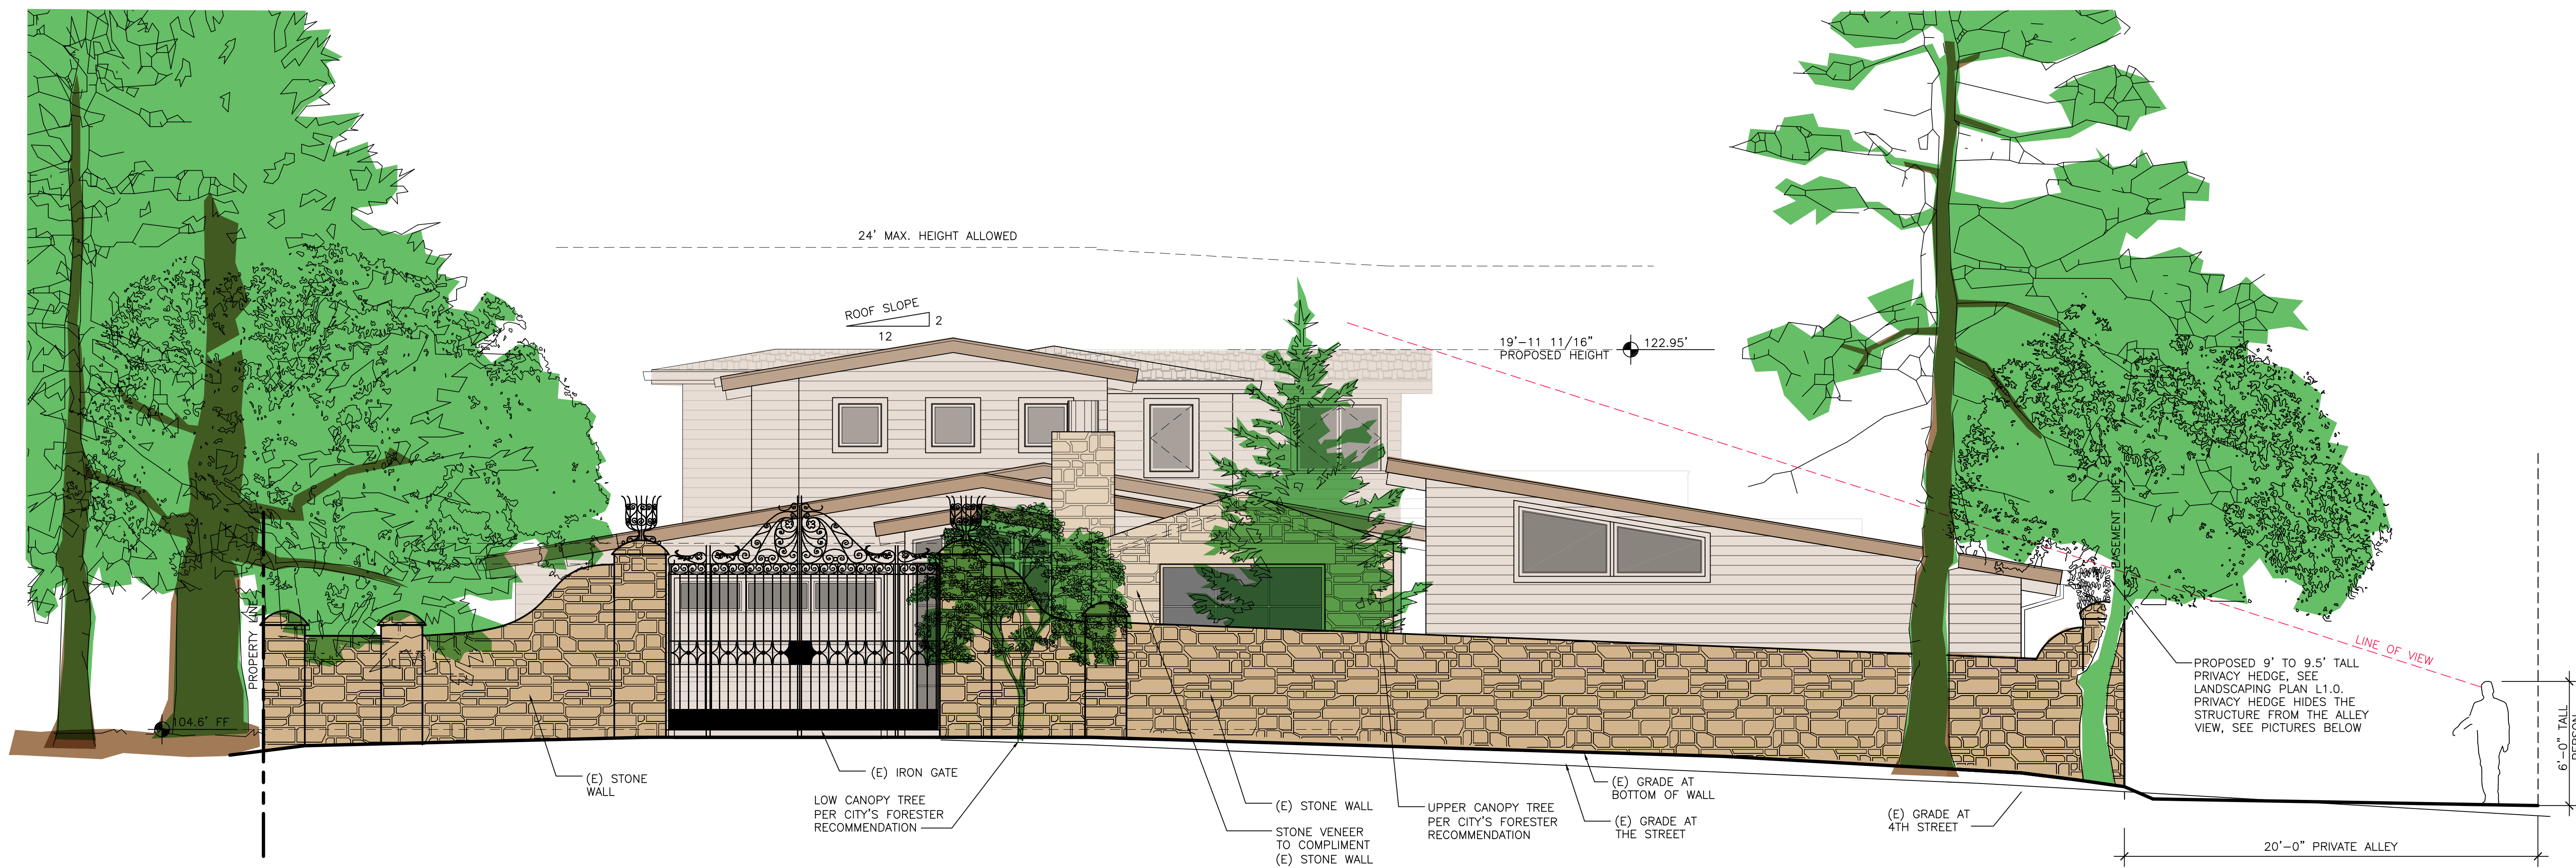 24' MAX. HEIGHT ALLOWED
ROOF SLOPE
2
12
19'-11 11/16"
PROPOSED HEIGHT
122.95'
PROPERTY LINE
104.6' FF
EASEMENT LINE
LINE OF VIEW
PROPOSED 9' TO 9.5' TALL
PRIVACY HEDGE, SEE
LANDSCAPING PLAN L1.0.
PRIVACY HEDGE HIDES THE
STRUCTURE FROM THE ALLEY
VIEW, SEE PICTURES BELOW
6'-0" TALL
PERSON
(E) STONE
WALL
(E) IRON GATE
LOW CANOPY TREE
PER CITY'S FORESTER
RECOMMENDATION
(E) STONE WALL
STONE VENEER
TO COMPLIMENT
(E) STONE WALL
UPPER CANOPY TREE
PER CITY'S FORESTER
RECOMMENDATION
(E) GRADE AT
BOTTOM OF WALL
(E) GRADE AT
THE STREET
(E) GRADE AT
4TH STREET
20'-0" PRIVATE ALLEY